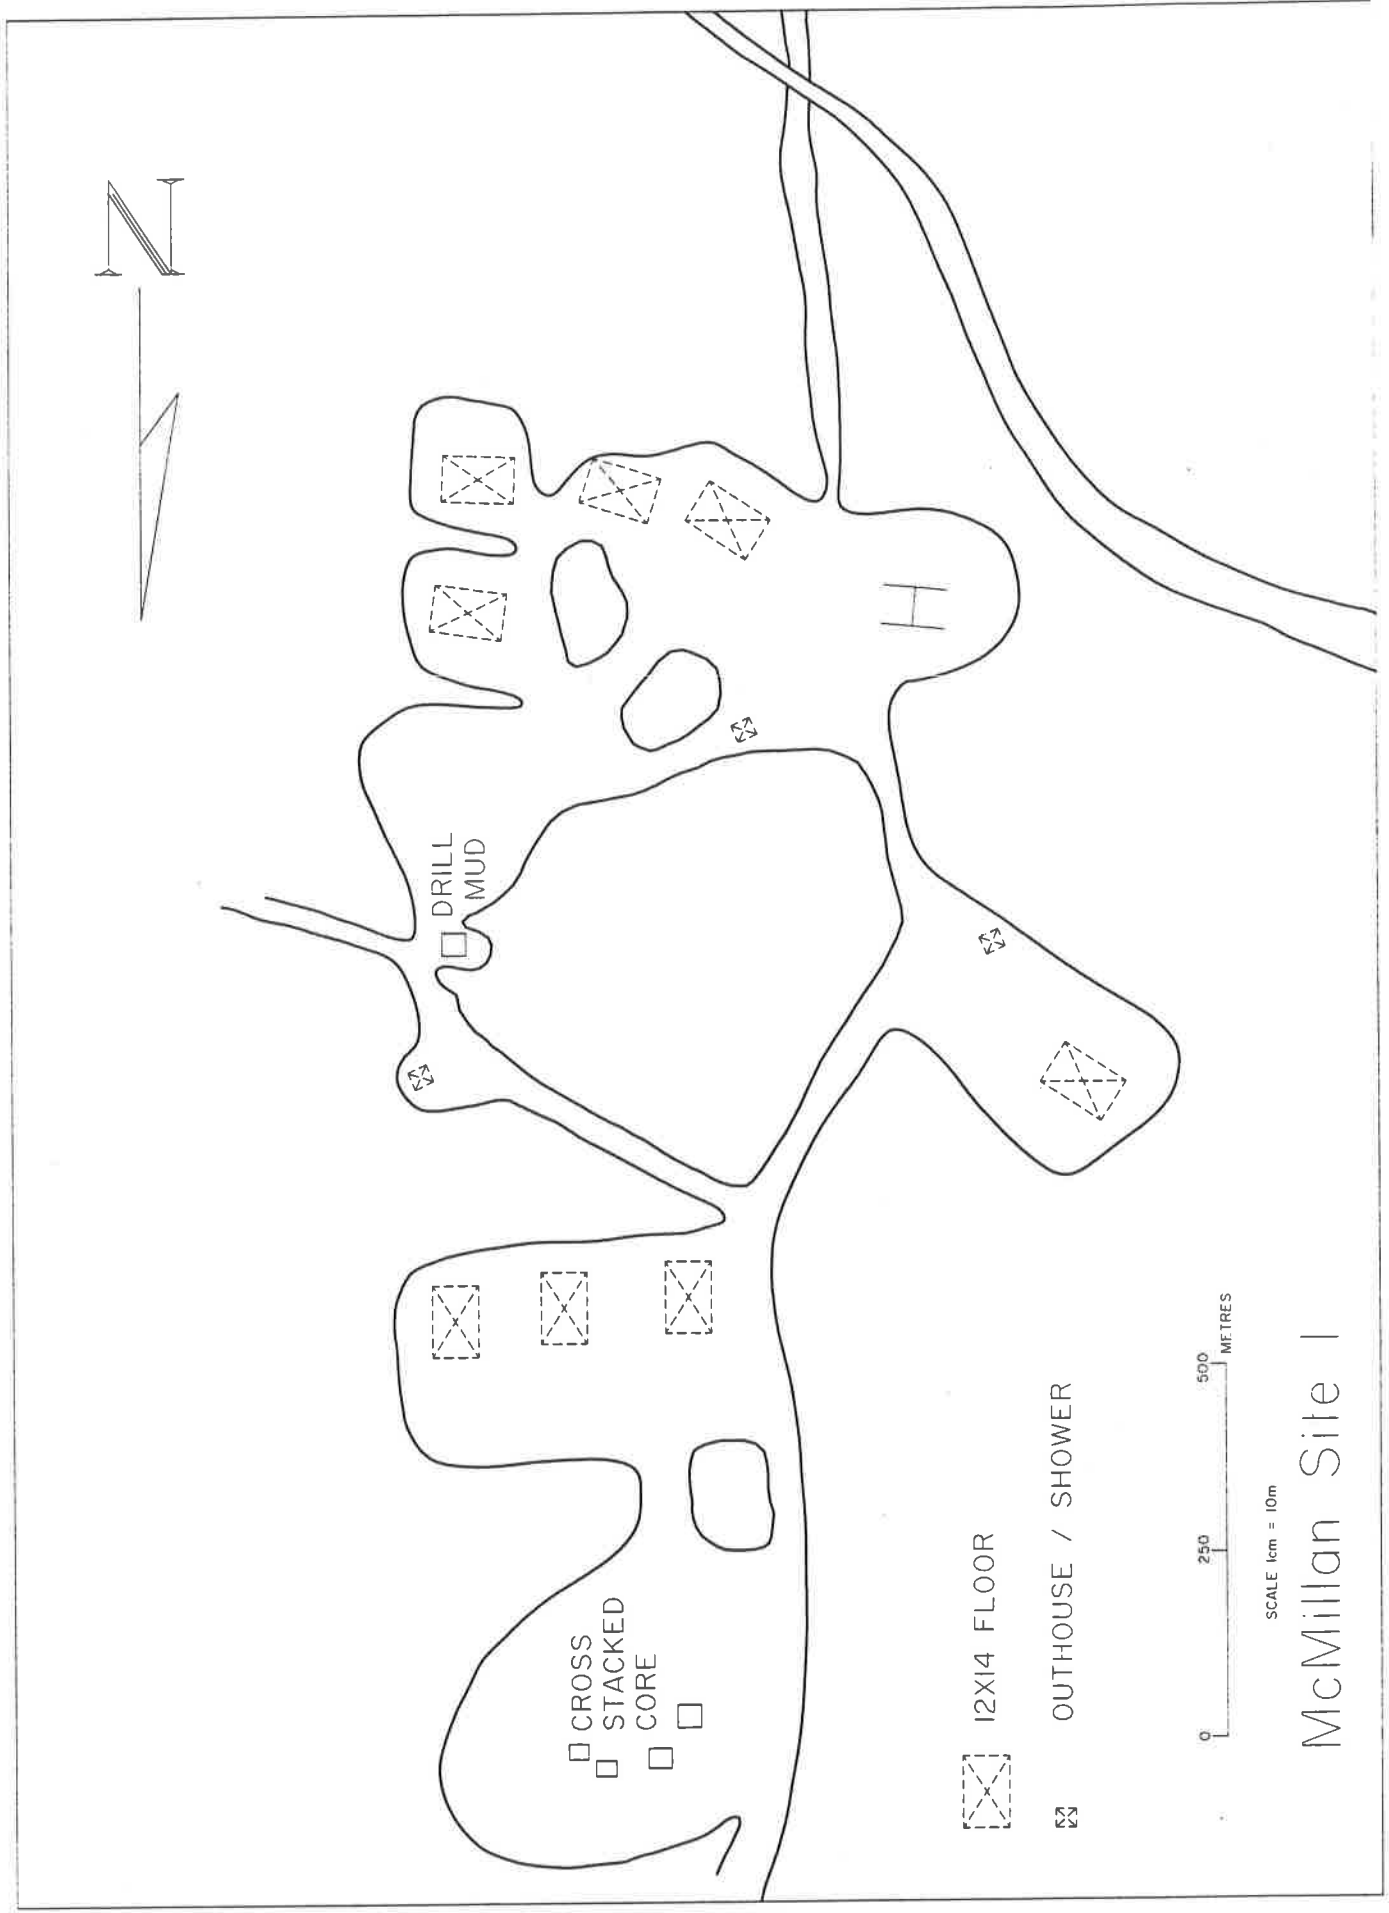 N
DRILL
MUD
H
CROSS
STACKED
CORE
12X14 FLOOR
OUTHOUSE / SHOWER
0 250 500
METRES
SCALE 1cm = 10m
McMillan Site 1